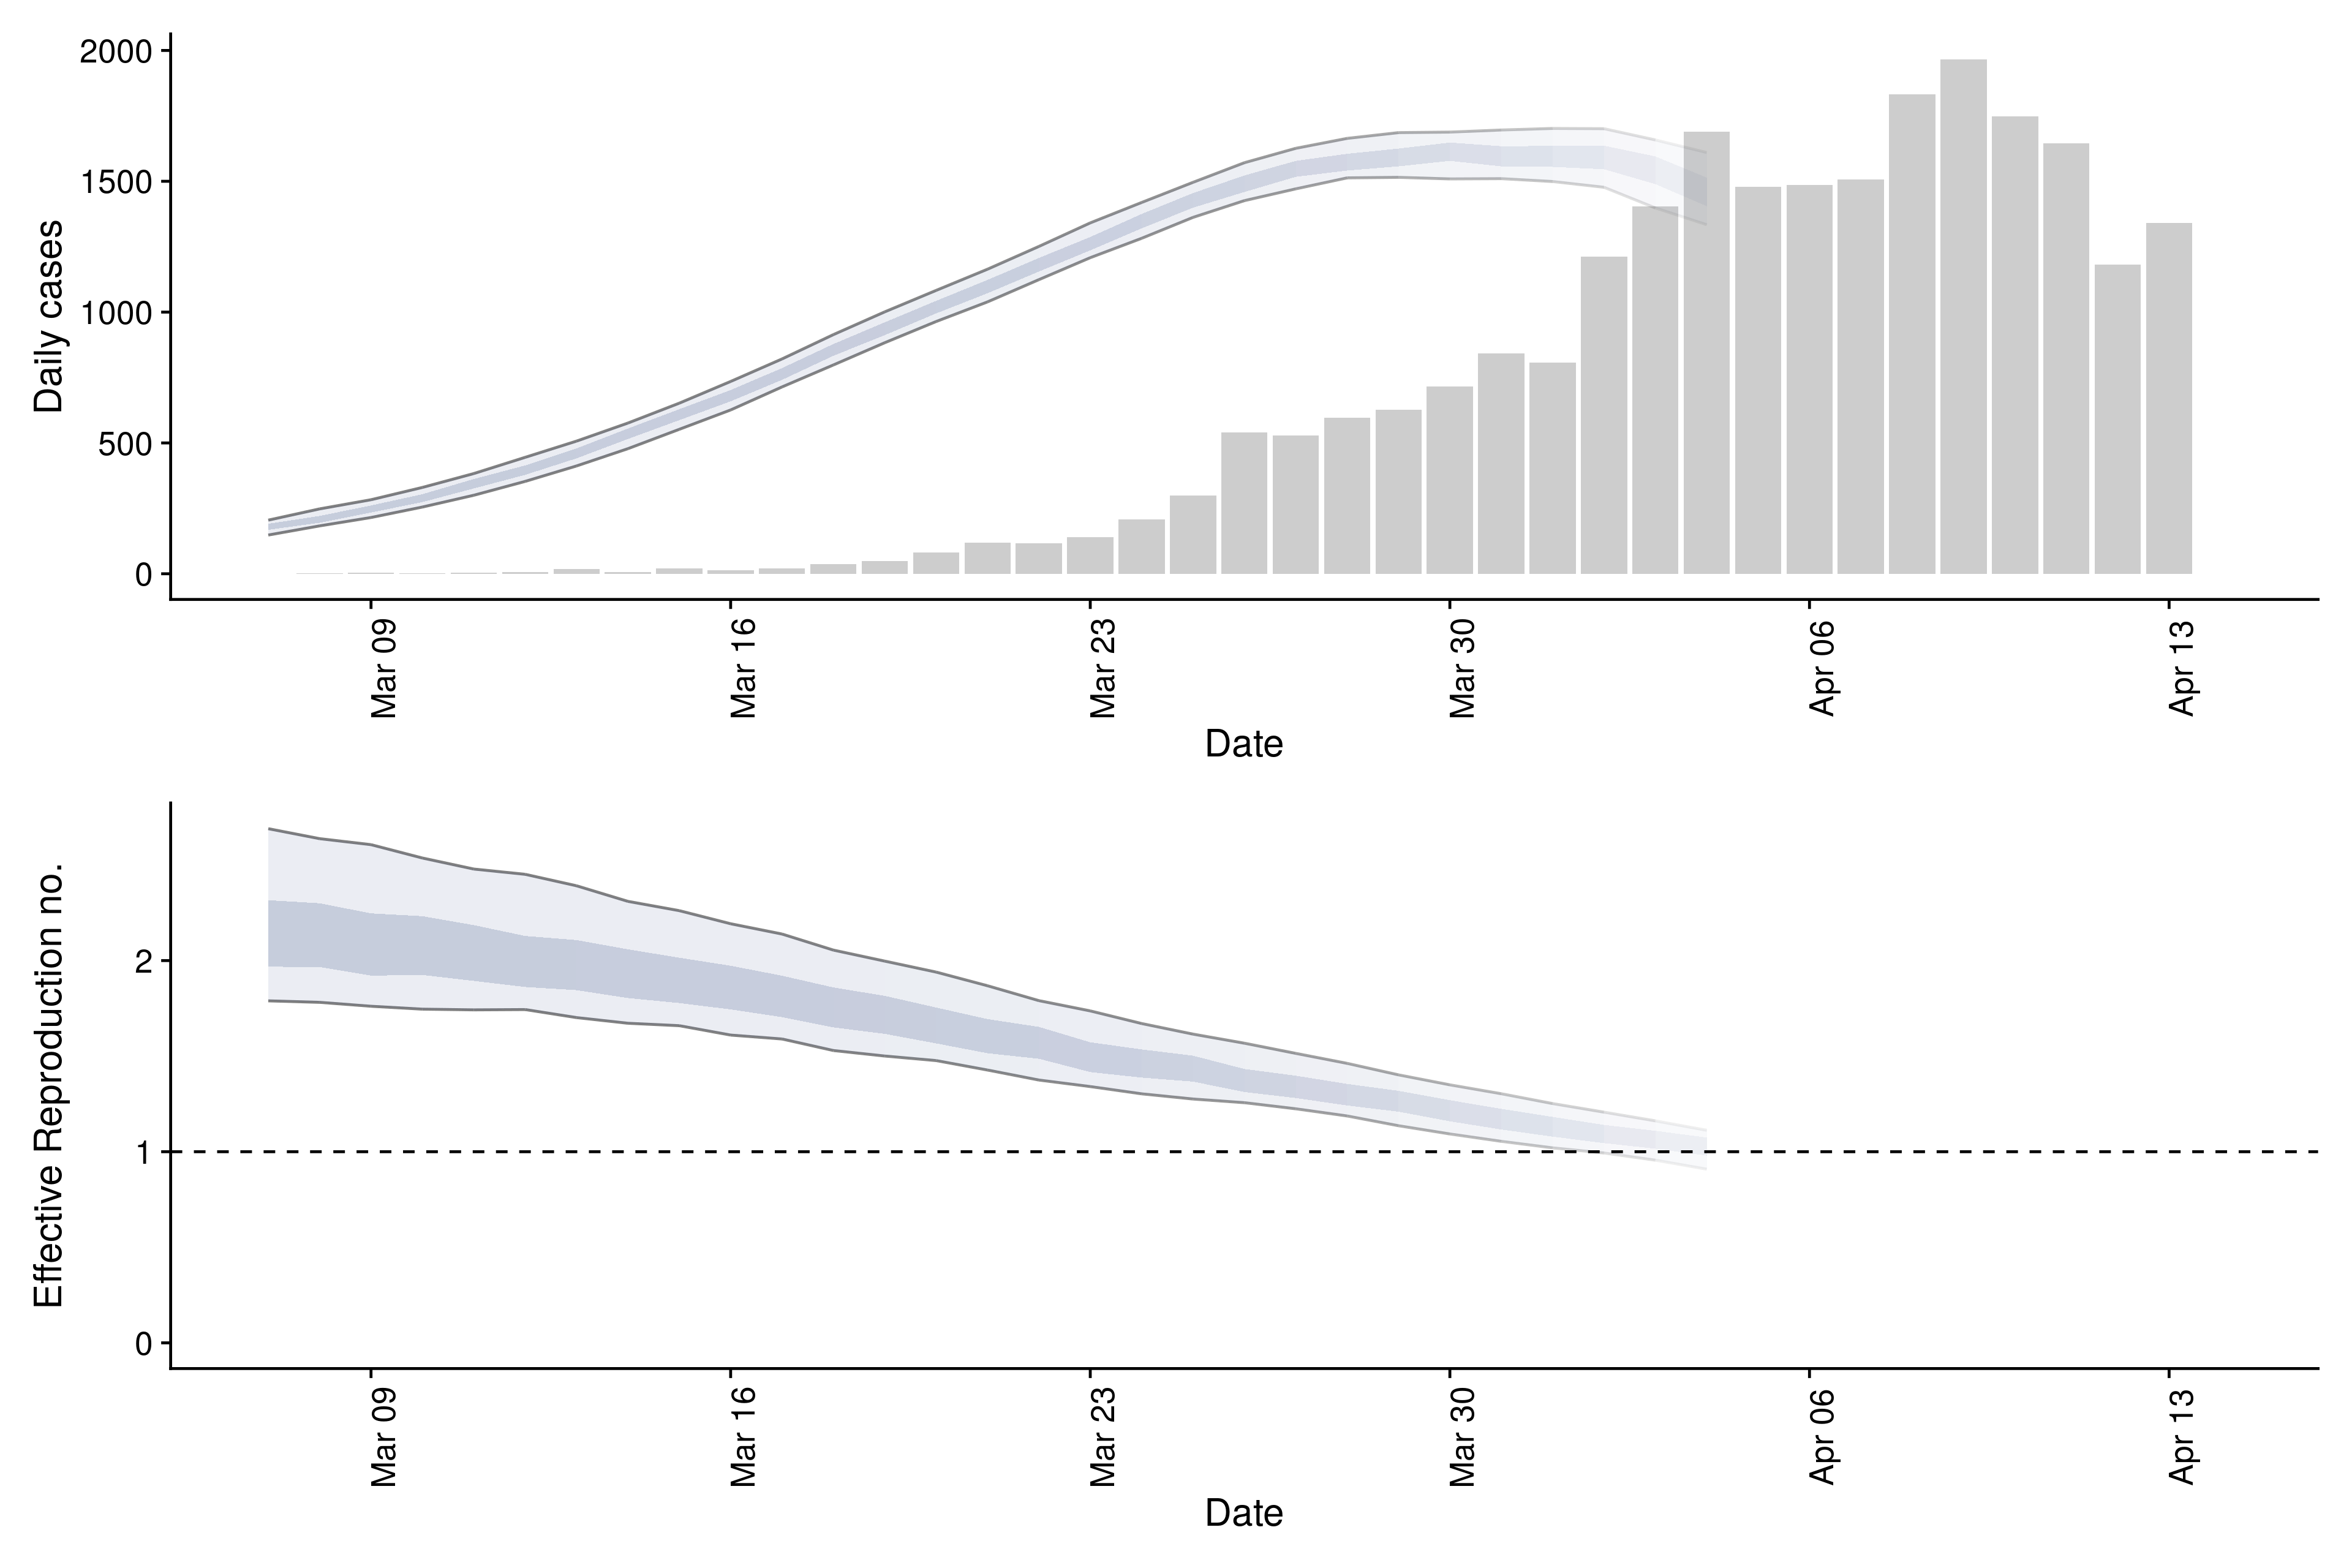 Daily cases
2000
1500
1000
500
0
Mar 09
Mar 16
Mar 23
Mar 30
Apr 06
Apr 13
Date
Effective Reproduction no.
2
1
0
Mar 09
Mar 16
Mar 23
Mar 30
Apr 06
Apr 13
Date